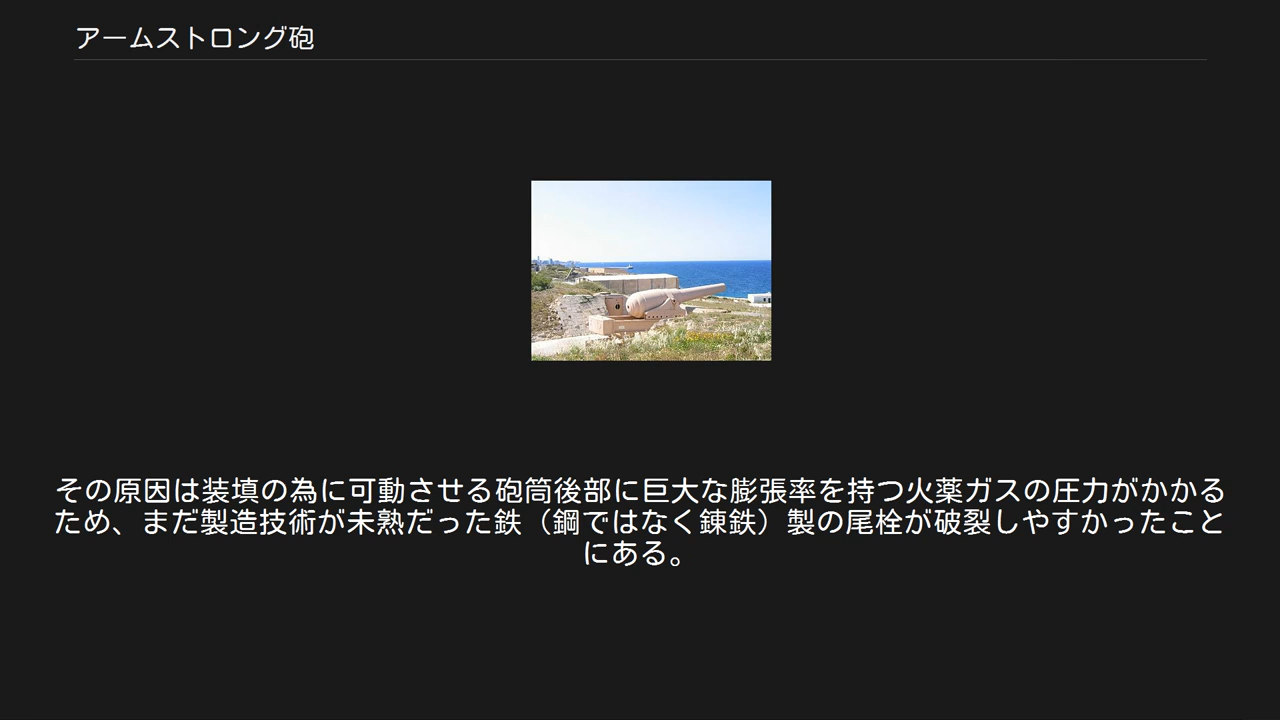 アームストロング砲
その原因は装填の為に可動させる砲筒後部に巨大な膨張率を持つ火薬ガスの圧力がかかる
ため、まだ製造技術が未熟だった鉄（鋼ではなく錬鉄）製の尾栓が破裂しやすかったこと
にある。